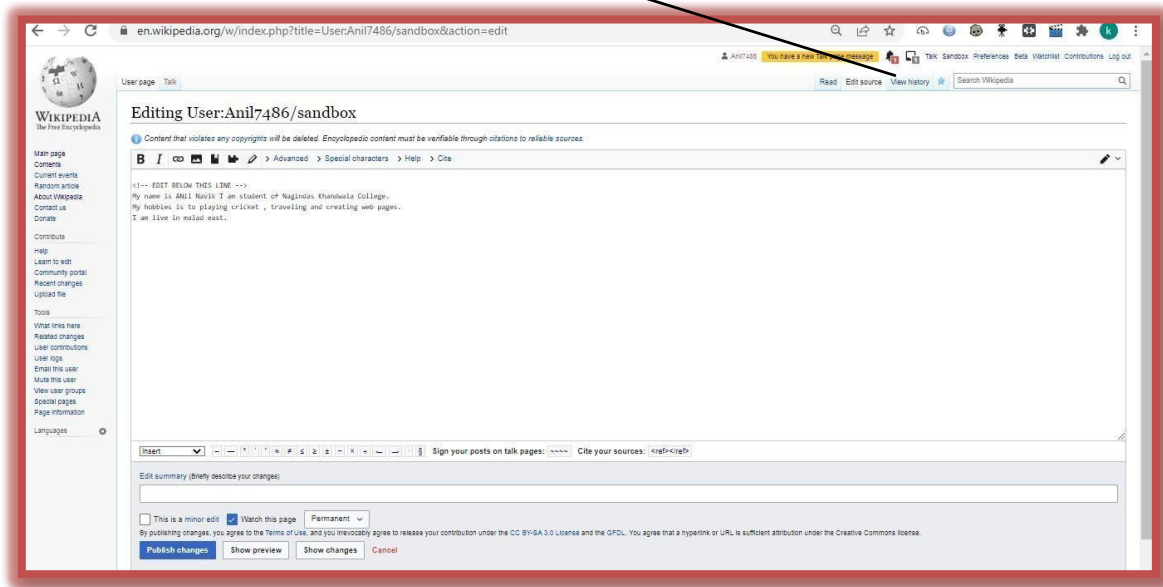 en.wikipedia.org/w/index.php?title=User:Anil7486/sandbox&action=edit
k
Anil7486 You have a new Talk page message Talk Sandbox Preferences Beta Watchlist Contributions Log out
User page Talk Read Edit source View history Search Wikipedia
WIKIPEDIA
The Free Encyclopedia
Main page
Contents
Current events
Random article
About Wikipedia
Contact us
Donate
Contribute
Help
Learn to edit
Community portal
Recent changes
Upload file
Tools
What links here
Related changes
User contributions
User logs
Email this user
Mute this user
View user groups
Special pages
Page information
Languages
Editing User:Anil7486/sandbox
Content that violates any copyrights will be deleted. Encyclopedic content must be verifiable through citations to reliable sources.
B I > Advanced > Special characters > Help > Cite
<!-- EDIT BELOW THIS LINE -->
My name is ANil Navik I am student of Nagindas Khandwala College.
My hobbies is to playing cricket , traveling and creating web pages.
I am live in malad east.
Insert – — ° ′ ″ ≈ ≠ ≤ ≥ ± − × ÷ ← → · § Sign your posts on talk pages: ~~~~ Cite your sources: <ref></ref>
Edit summary (Briefly describe your changes)
This is a minor edit Watch this page Permanent
By publishing changes, you agree to the Terms of Use, and you irrevocably agree to release your contribution under the CC BY-SA 3.0 License and the GFDL. You agree that a hyperlink or URL is sufficient attribution under the Creative Commons license.
Publish changes Show preview Show changes Cancel